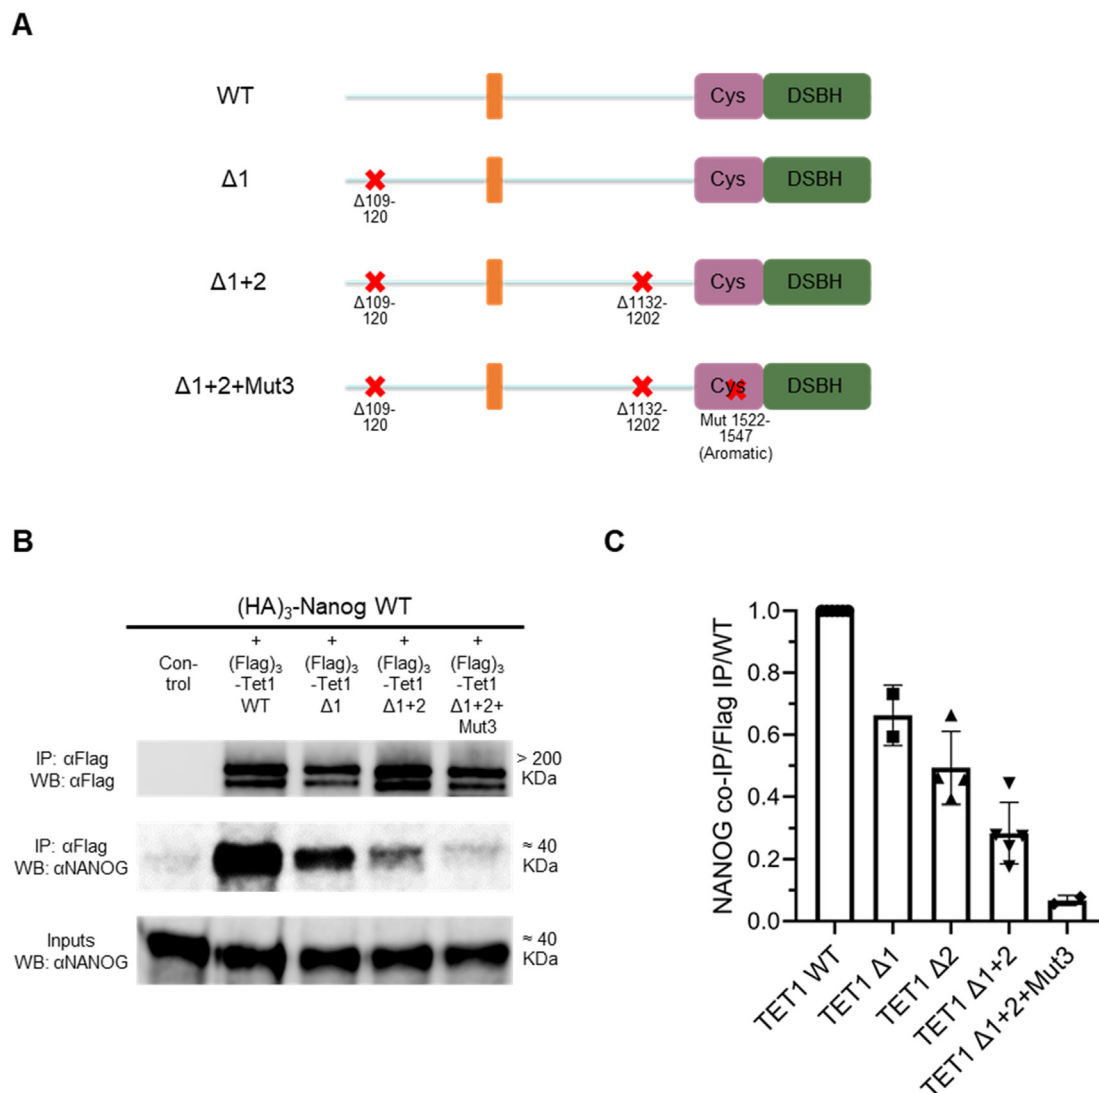 A
WT
Cys
DSBH
Δ1
Δ109-
120
Cys
DSBH
Δ1+2
Δ109-
120
Δ1132-
1202
Cys
DSBH
Δ1+2+Mut3
Δ109-
120
Δ1132-
1202
Cys
DSBH
Mut 1522-
1547
(Aromatic)
B
(HA)₃-Nanog WT
Con-
trol
+
(Flag)₃
-Tet1
WT
+
(Flag)₃
-Tet1
Δ1
+
(Flag)₃
-Tet1
Δ1+2
+
(Flag)₃
-Tet1
Δ1+2+
Mut3
IP: αFlag
WB: αFlag
> 200
KDa
IP: αFlag
WB: αNANOG
≈ 40
KDa
Inputs
WB: αNANOG
≈ 40
KDa
C
NANOG co-IP/Flag IP/WT
1.0
0.8
0.6
0.4
0.2
0.0
TET1 WT
TET1 Δ1
TET1 Δ2
TET1 Δ1+2
TET1 Δ1+2+Mut3